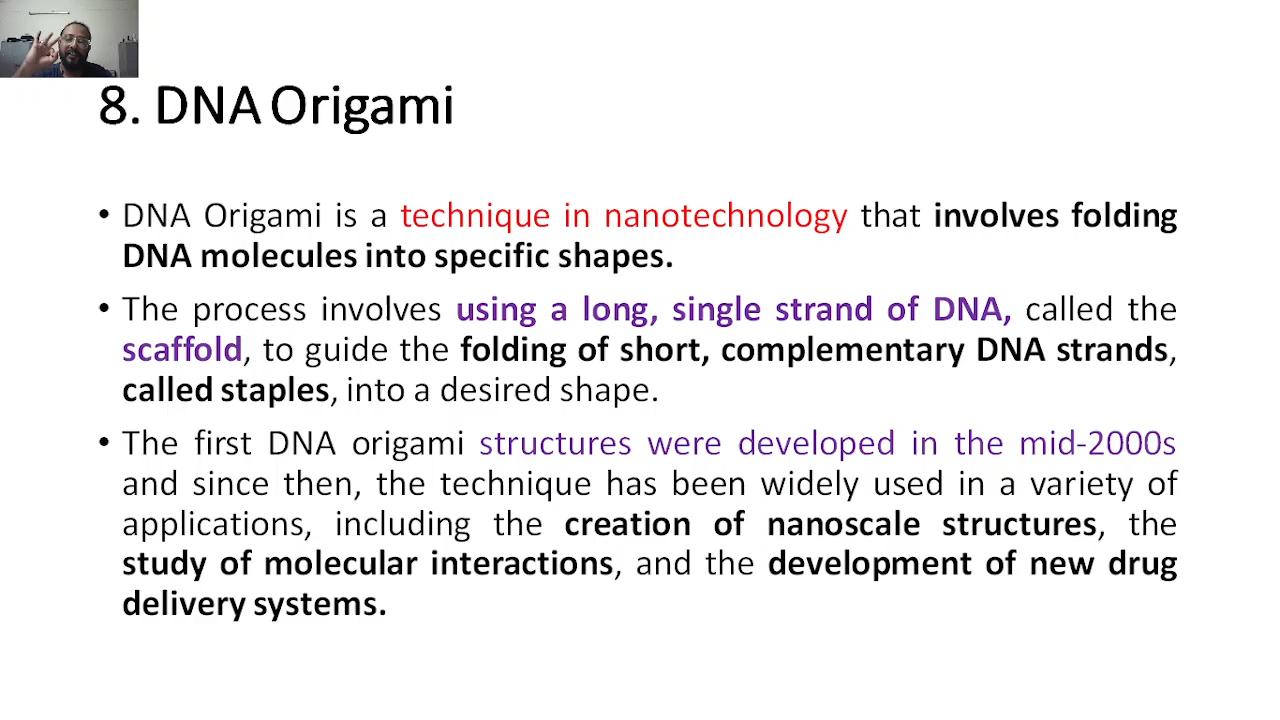 8. DNA Origami
• DNA Origami is a technique in nanotechnology that involves folding
DNA molecules into specific shapes.
• The process involves using a long, single strand of DNA, called the
scaffold, to guide the folding of short, complementary DNA strands,
called staples, into a desired shape.
• The first DNA origami structures were developed in the mid-2000s
and since then, the technique has been widely used in a variety of
applications, including the creation of nanoscale structures, the
study of molecular interactions, and the development of new drug
delivery systems.